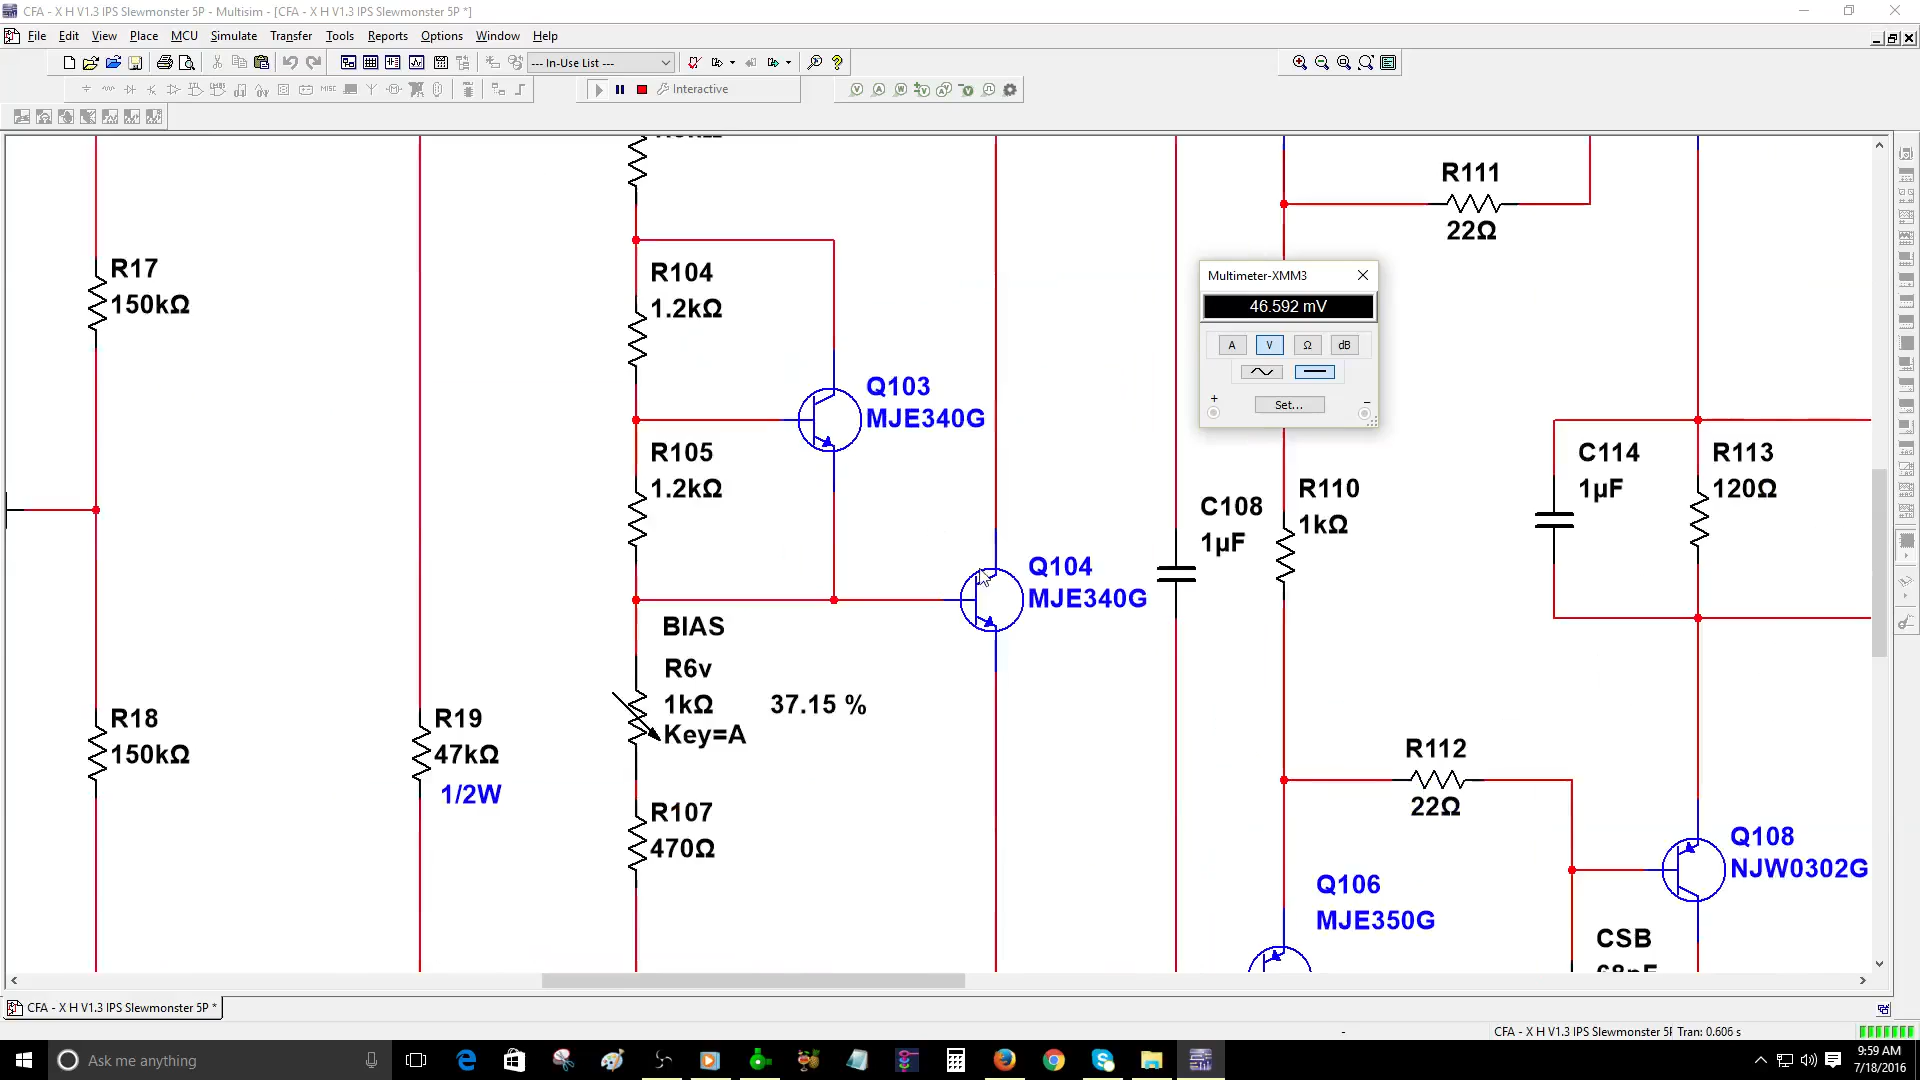 CFA - X H V1.3 IPS Slewmonster 5P - Multisim - [CFA - X H V1.3 IPS Slewmonster 5P *]
File Edit View Place MCU Simulate Transfer Tools Reports Options Window Help
--- In-Use List ---
Interactive
MISC
R17
150kΩ
R104
1.2kΩ
R111
22Ω
Multimeter-XMM3
46.592 mV
A V Ω dB
Set...
+ −
Q103
MJE340G
R105
1.2kΩ
C114
1µF
R113
120Ω
R110
1kΩ
C108
1µF
Q104
MJE340G
BIAS
R6v
1kΩ
Key=A
37.15 %
R18
150kΩ
R19
47kΩ
1/2W
R112
22Ω
R107
470Ω
Q108
NJW0302G
Q106
MJE350G
CSB
68pF
CFA - X H V1.3 IPS Slewmonster 5P *
- CFA - X H V1.3 IPS Slewmonster 5F Tran: 0.606 s
Ask me anything
9:59 AM
7/18/2016